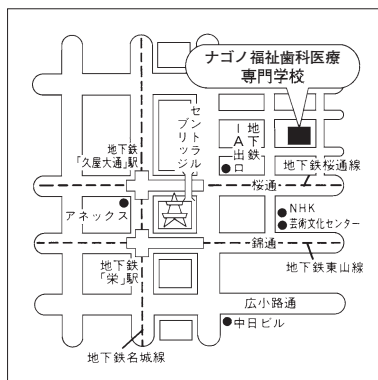 ナゴノ福祉歯科医療
専門学校
セントラル
ブリッジ
地下鉄
1A出口
地下鉄
「久屋大通」駅
地下鉄桜通線
桜通
アネックス
NHK
芸術文化センター
錦通
地下鉄
「栄」駅
地下鉄東山線
広小路通
中日ビル
地下鉄名城線